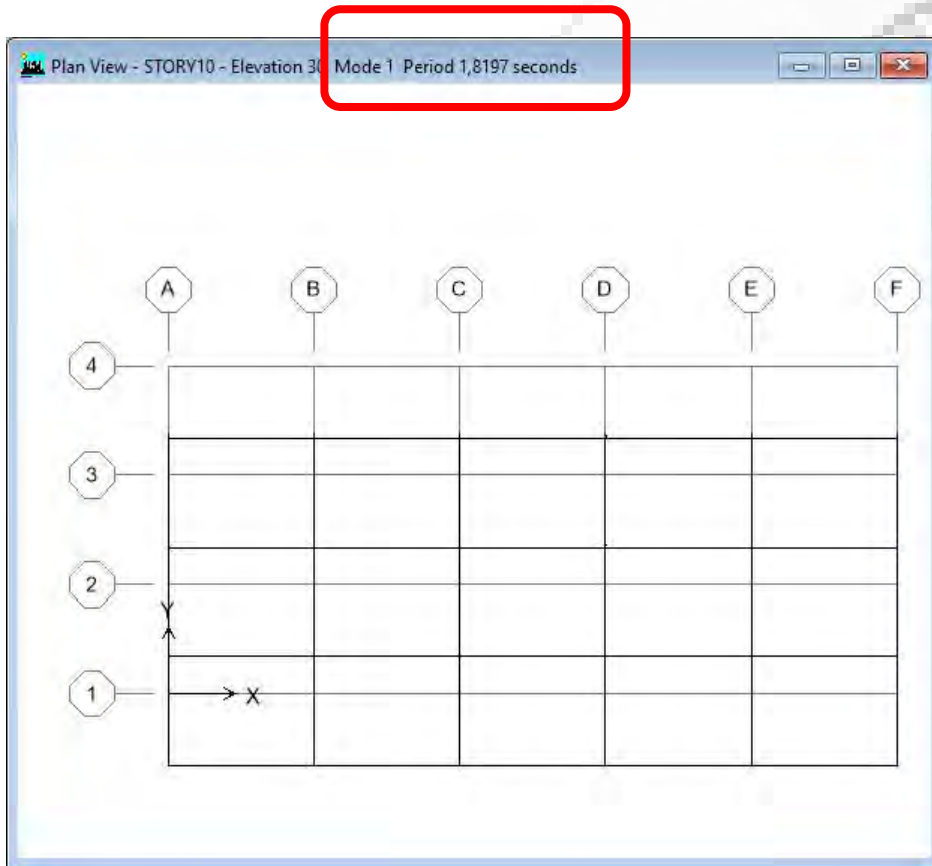 Plan View - STORY10 - Elevation 30 Mode 1 Period 1,8197 seconds
A B C D E F
4
3
2
Y
1
X